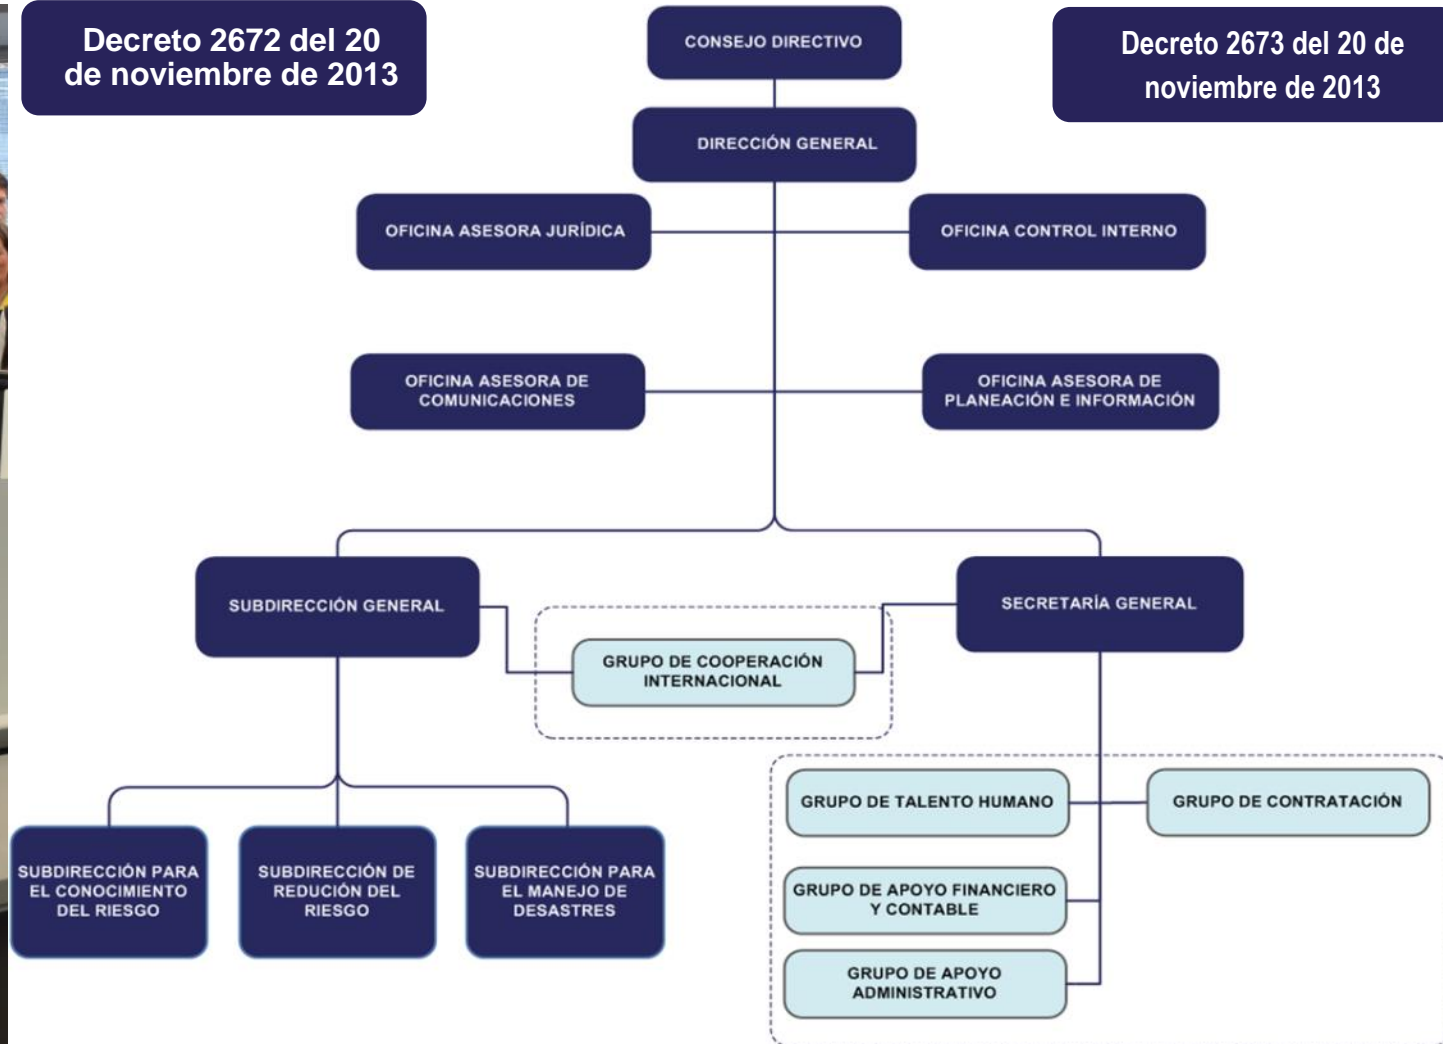 Decreto 2672 del 20
de noviembre de 2013
CONSEJO DIRECTIVO
Decreto 2673 del 20 de
noviembre de 2013
DIRECCIÓN GENERAL
OFICINA ASESORA JURÍDICA
OFICINA CONTROL INTERNO
OFICINA ASESORA DE
COMUNICACIONES
OFICINA ASESORA DE
PLANEACIÓN E INFORMACIÓN
SUBDIRECCIÓN GENERAL
SECRETARÍA GENERAL
GRUPO DE COOPERACIÓN
INTERNACIONAL
GRUPO DE TALENTO HUMANO
GRUPO DE CONTRATACIÓN
SUBDIRECCIÓN PARA
EL CONOCIMIENTO
DEL RIESGO
SUBDIRECCIÓN DE
REDUCIÓN DEL
RIESGO
SUBDIRECCIÓN PARA
EL MANEJO DE
DESASTRES
GRUPO DE APOYO FINANCIERO
Y CONTABLE
GRUPO DE APOYO
ADMINISTRATIVO